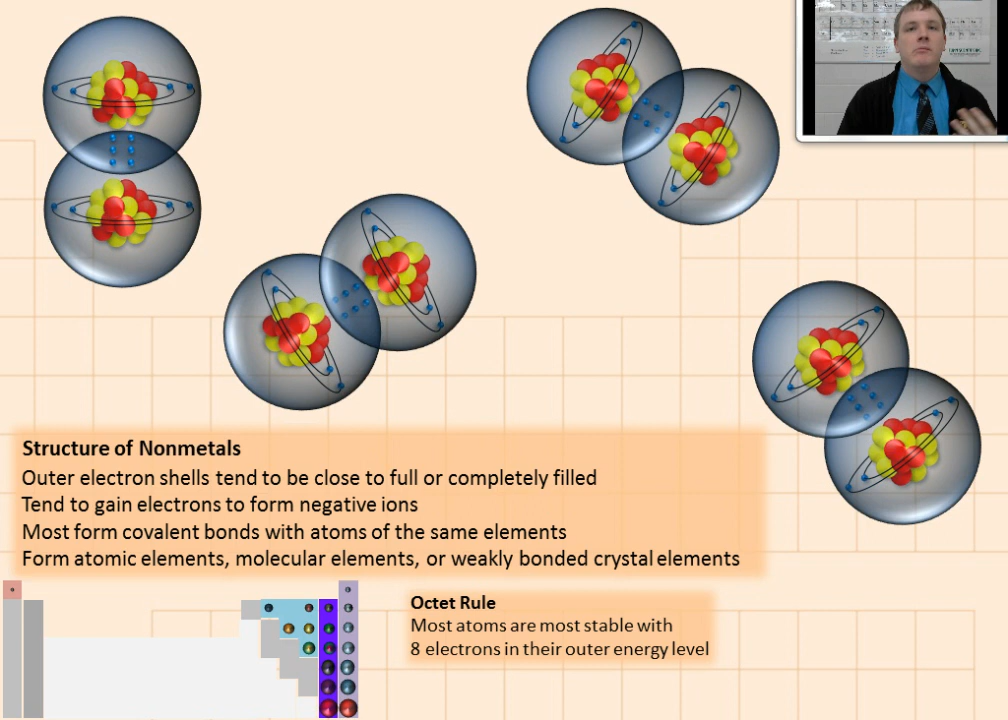 Structure of Nonmetals
Outer electron shells tend to be close to full or completely filled
Tend to gain electrons to form negative ions
Most form covalent bonds with atoms of the same elements
Form atomic elements, molecular elements, or weakly bonded crystal elements
Octet Rule
Most atoms are most stable with
8 electrons in their outer energy level